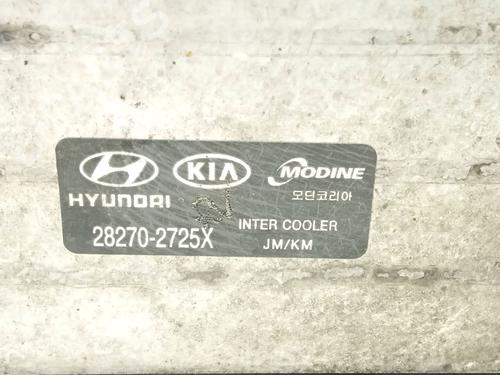 HYUNDAI
KIA
MODINE
모딘코리아
28270-2725X
INTER COOLER
JM/KM